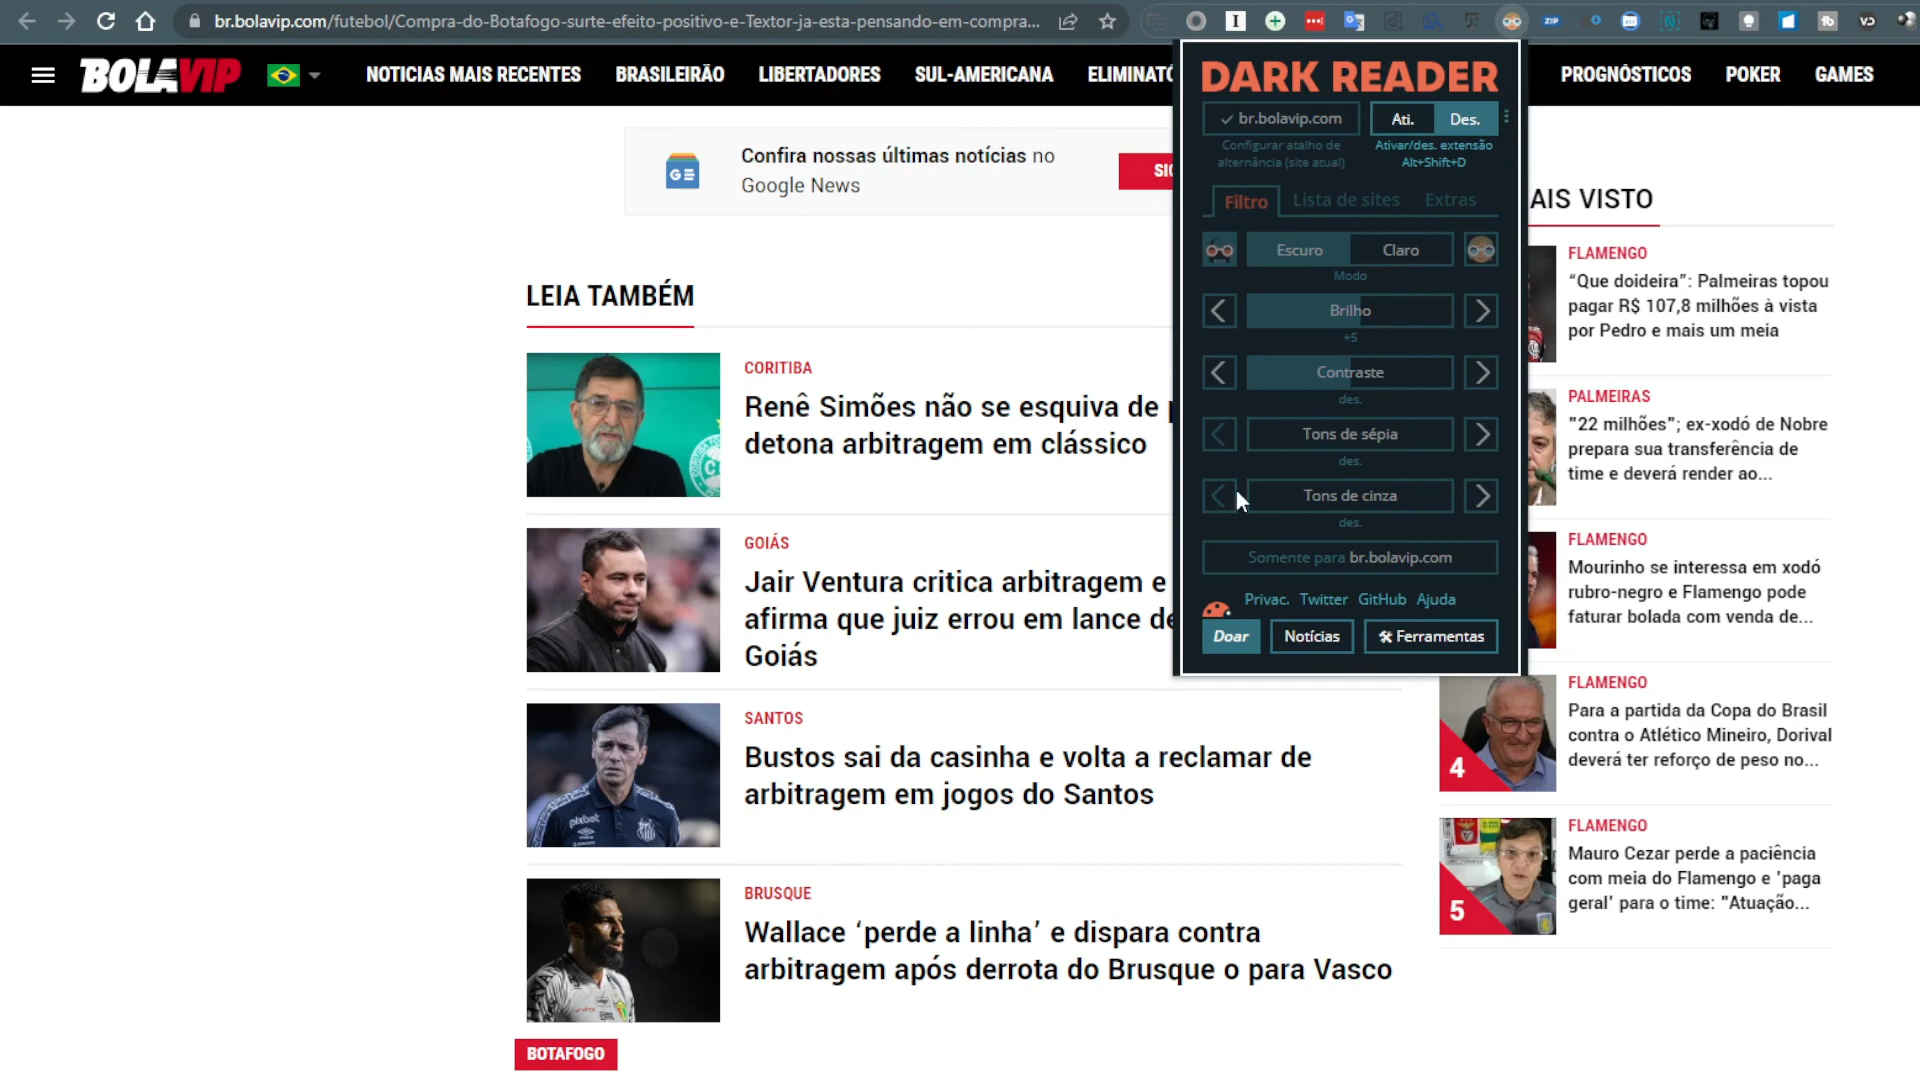 br.bolavip.com/futebol/Compra-do-Botafogo-surte-efeito-positivo-e-Textor-ja-esta-pensando-em-compra...
BOLAVIP
NOTICIAS MAIS RECENTES
BRASILEIRÃO
LIBERTADORES
SUL-AMERICANA
ELIMINATÓ
PROGNÓSTICOS
POKER
GAMES
Confira nossas últimas notícias no
Google News
SIG
LEIA TAMBÉM
CORITIBA
Renê Simões não se esquiva de p
detona arbitragem em clássico
GOIÁS
Jair Ventura critica arbitragem e
afirma que juiz errou em lance de
Goiás
SANTOS
Bustos sai da casinha e volta a reclamar de
arbitragem em jogos do Santos
BRUSQUE
Wallace ‘perde a linha’ e dispara contra
arbitragem após derrota do Brusque o para Vasco
BOTAFOGO
DARK READER
br.bolavip.com
Ati.
Des.
Configurar atalho de
alternância (site atual)
Ativar/des. extensão
Alt+Shift+D
Filtro
Lista de sites
Extras
Escuro
Claro
Modo
Brilho
+5
Contraste
des.
Tons de sépia
des.
Tons de cinza
des.
Somente para br.bolavip.com
Privac.
Twitter
GitHub
Ajuda
Doar
Notícias
Ferramentas
AIS VISTO
FLAMENGO
“Que doideira”: Palmeiras topou
pagar R$ 107,8 milhões à vista
por Pedro e mais um meia
PALMEIRAS
"22 milhões"; ex-xodó de Nobre
prepara sua transferência de
time e deverá render ao...
FLAMENGO
Mourinho se interessa em xodó
rubro-negro e Flamengo pode
faturar bolada com venda de...
4
FLAMENGO
Para a partida da Copa do Brasil
contra o Atlético Mineiro, Dorival
deverá ter reforço de peso no...
5
FLAMENGO
Mauro Cezar perde a paciência
com meia do Flamengo e 'paga
geral' para o time: "Atuação...
pixbet
ZIP